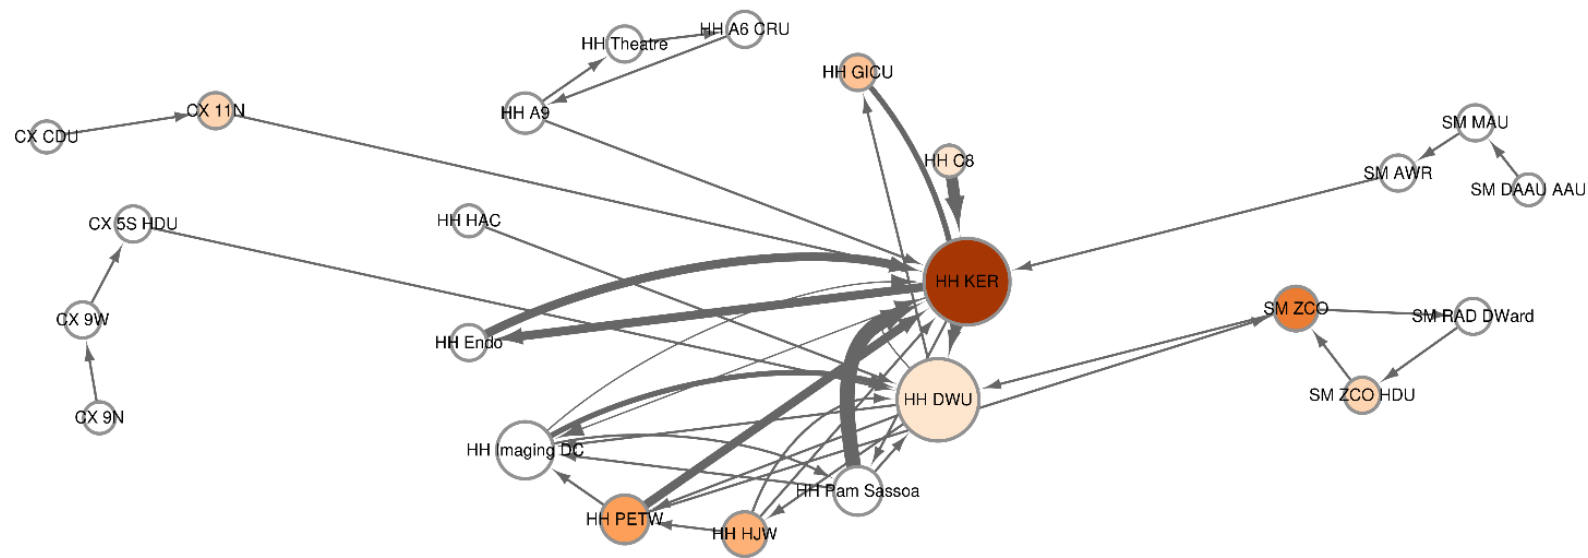 HH Theatre
HH A6 CRU
HH GICU
CX 11N
HH A9
CX CDU
SM MAU
HH C8
SM AWR
SM DAAU AAU
CX 5S HDU
HH HAC
HH KER
SM ZCO
SM RAD DWard
CX 9W
HH Endo
SM ZCO HDU
HH DWU
CX 9N
HH Imaging DC
HH Pam Sassoa
HH PETW
HH HJW